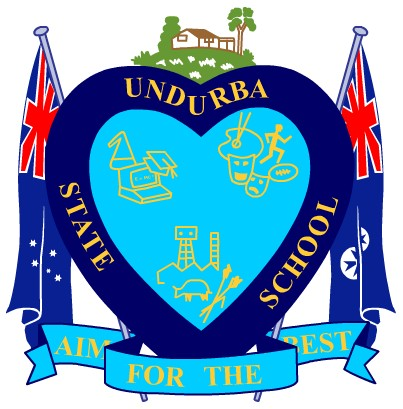 UNDURBA
STATE
SCHOOL
AIM
FOR THE
BEST